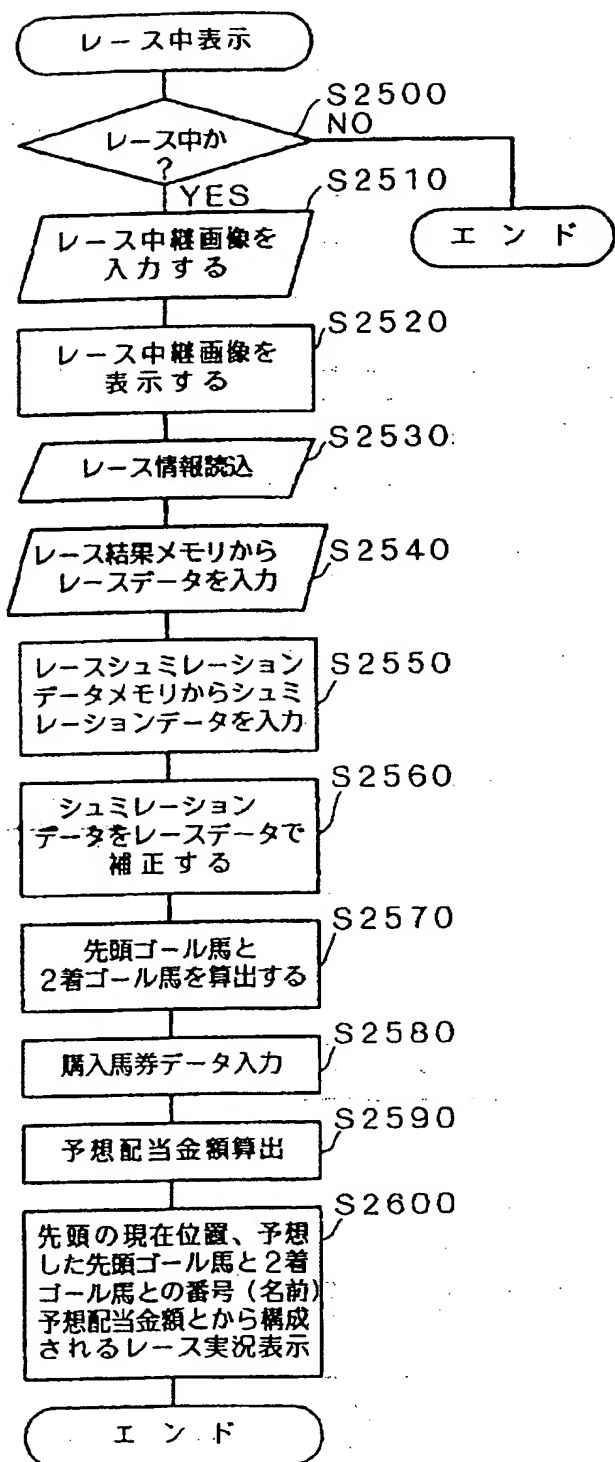 レース中表示
S2500
レース中か
?
NO
YES
エンド
S2510
レース中継画像を
入力する
S2520
レース中継画像を
表示する
S2530
レース情報読込
S2540
レース結果メモリから
レースデータを入力
S2550
レースシュミレーション
データメモリからシュミ
レーションデータを入力
S2560
シュミレーション
データをレースデータで
補正する
S2570
先頭ゴール馬と
2着ゴール馬を算出する
S2580
購入馬券データ入力
S2590
予想配当金額算出
S2600
先頭の現在位置、予想
した先頭ゴール馬と2着
ゴール馬との番号(名前)
予想配当金額とから構成
されるレース実況表示
エンド